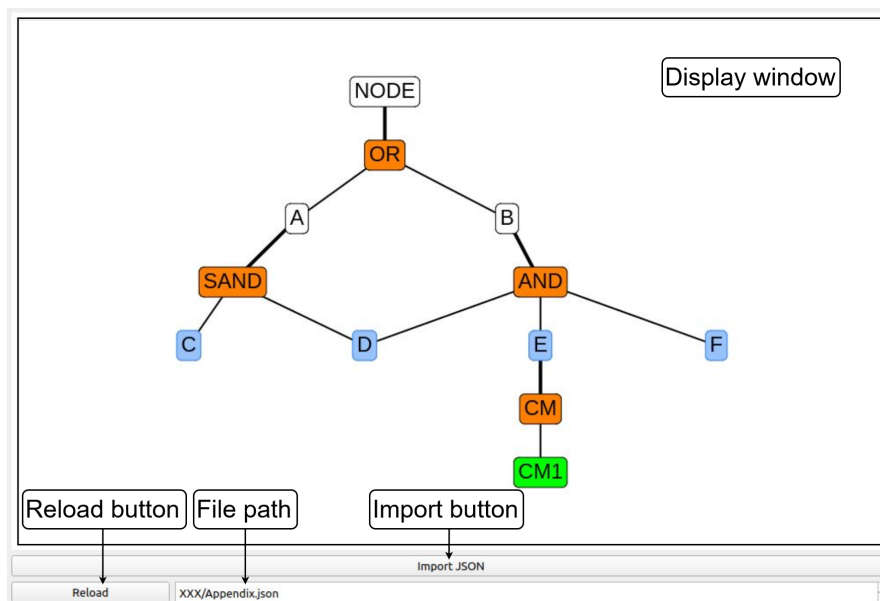 Display window
NODE
OR
A
B
SAND
AND
C
D
E
F
CM
CM1
Reload button
File path
Import button
Import JSON
Reload
XXX/Appendix.json